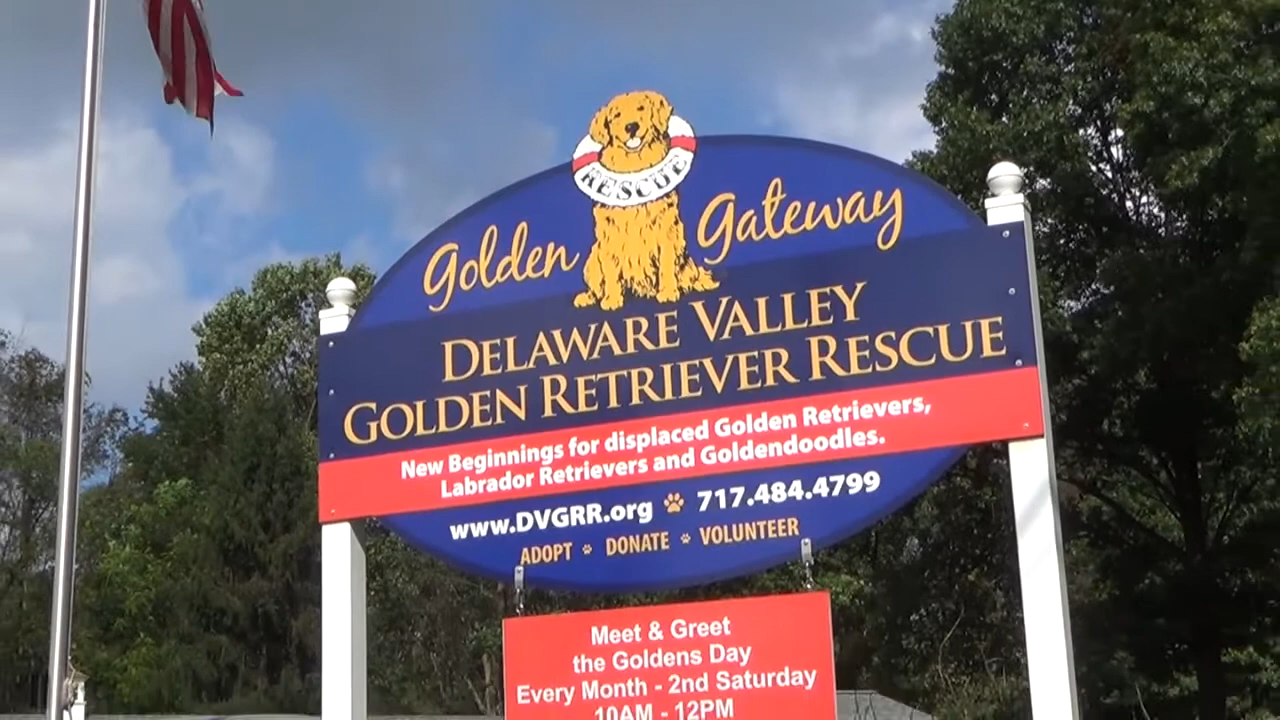 RESCUE
Golden Gateway
DELAWARE VALLEY
GOLDEN RETRIEVER RESCUE
New Beginnings for displaced Golden Retrievers,
Labrador Retrievers and Goldendoodles.
www.DVGRR.org 717.484.4799
ADOPT DONATE VOLUNTEER
Meet & Greet
the Goldens Day
Every Month - 2nd Saturday
10AM - 12PM